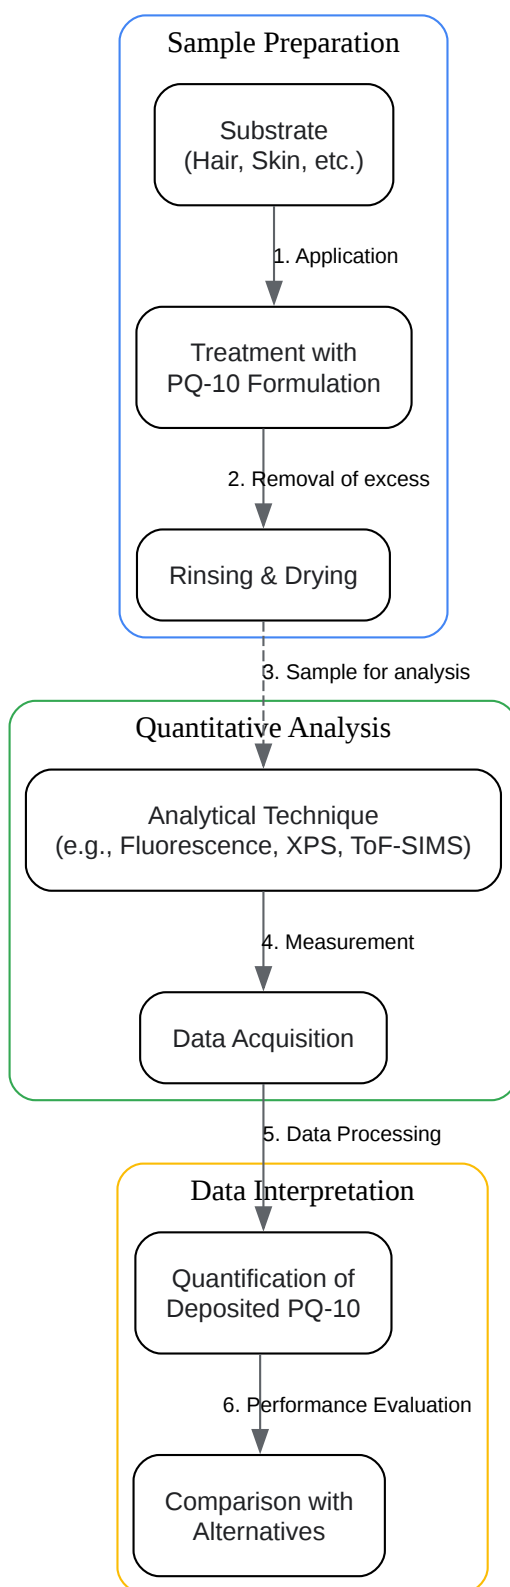 Sample Preparation
Substrate
(Hair, Skin, etc.)
1. Application
Treatment with
PQ-10 Formulation
2. Removal of excess
Rinsing & Drying
3. Sample for analysis
Quantitative Analysis
Analytical Technique
(e.g., Fluorescence, XPS, ToF-SIMS)
4. Measurement
Data Acquisition
5. Data Processing
Data Interpretation
Quantification of
Deposited PQ-10
6. Performance Evaluation
Comparison with
Alternatives